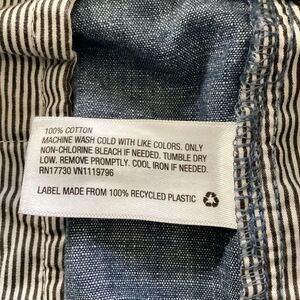 100% COTTON
MACHINE WASH COLD WITH LIKE COLORS. ONLY
NON-CHLORINE BLEACH IF NEEDED. TUMBLE DRY
LOW. REMOVE PROMPTLY. COOL IRON IF NEEDED.
RN17730 VN1119796
LABEL MADE FROM 100% RECYCLED PLASTIC